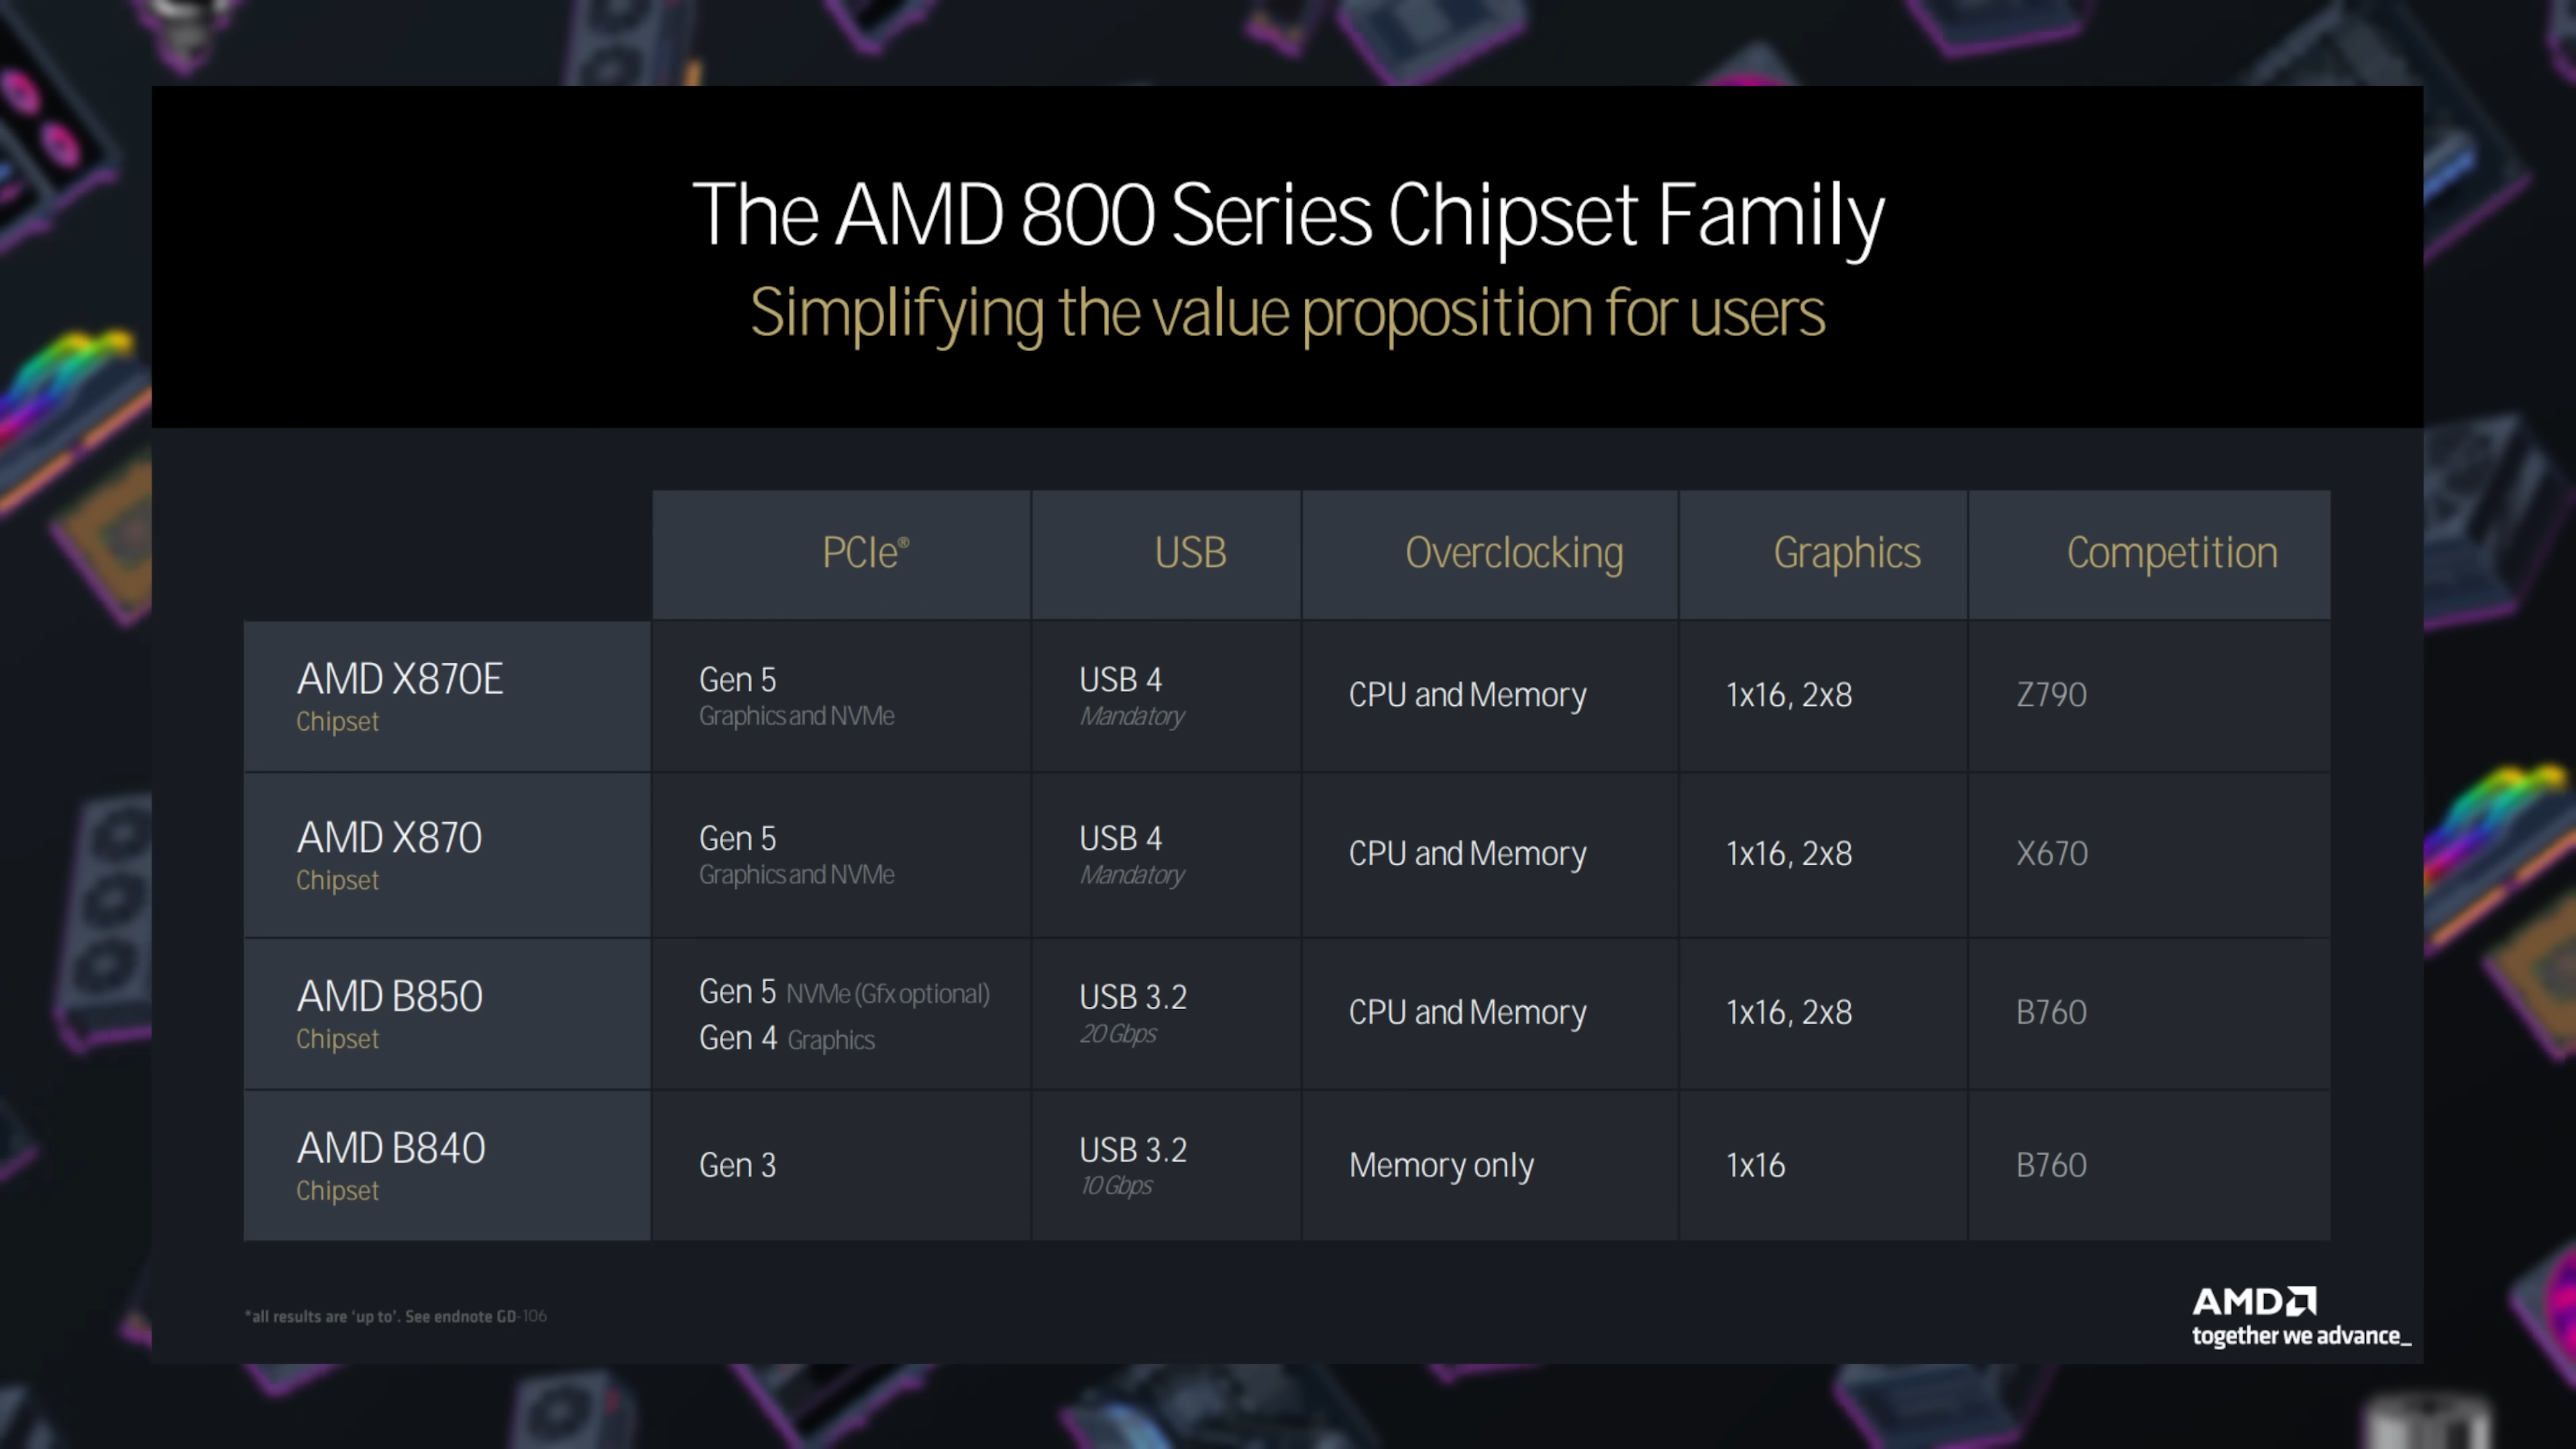 The AMD 800 Series Chipset Family
Simplifying the value proposition for users
PCIe® USB Overclocking Graphics Competition
AMD X870E
Chipset
Gen 5
Graphics and NVMe
USB 4
Mandatory
CPU and Memory
1x16, 2x8
Z790
AMD X870
Chipset
Gen 5
Graphics and NVMe
USB 4
Mandatory
CPU and Memory
1x16, 2x8
X670
AMD B850
Chipset
Gen 5 NVMe (Gfx optional)
Gen 4 Graphics
USB 3.2
20 Gbps
CPU and Memory
1x16, 2x8
B760
AMD B840
Chipset
Gen 3
USB 3.2
10 Gbps
Memory only
1x16
B760
*all results are ‘up to’. See endnote GD-106
AMD
together we advance_